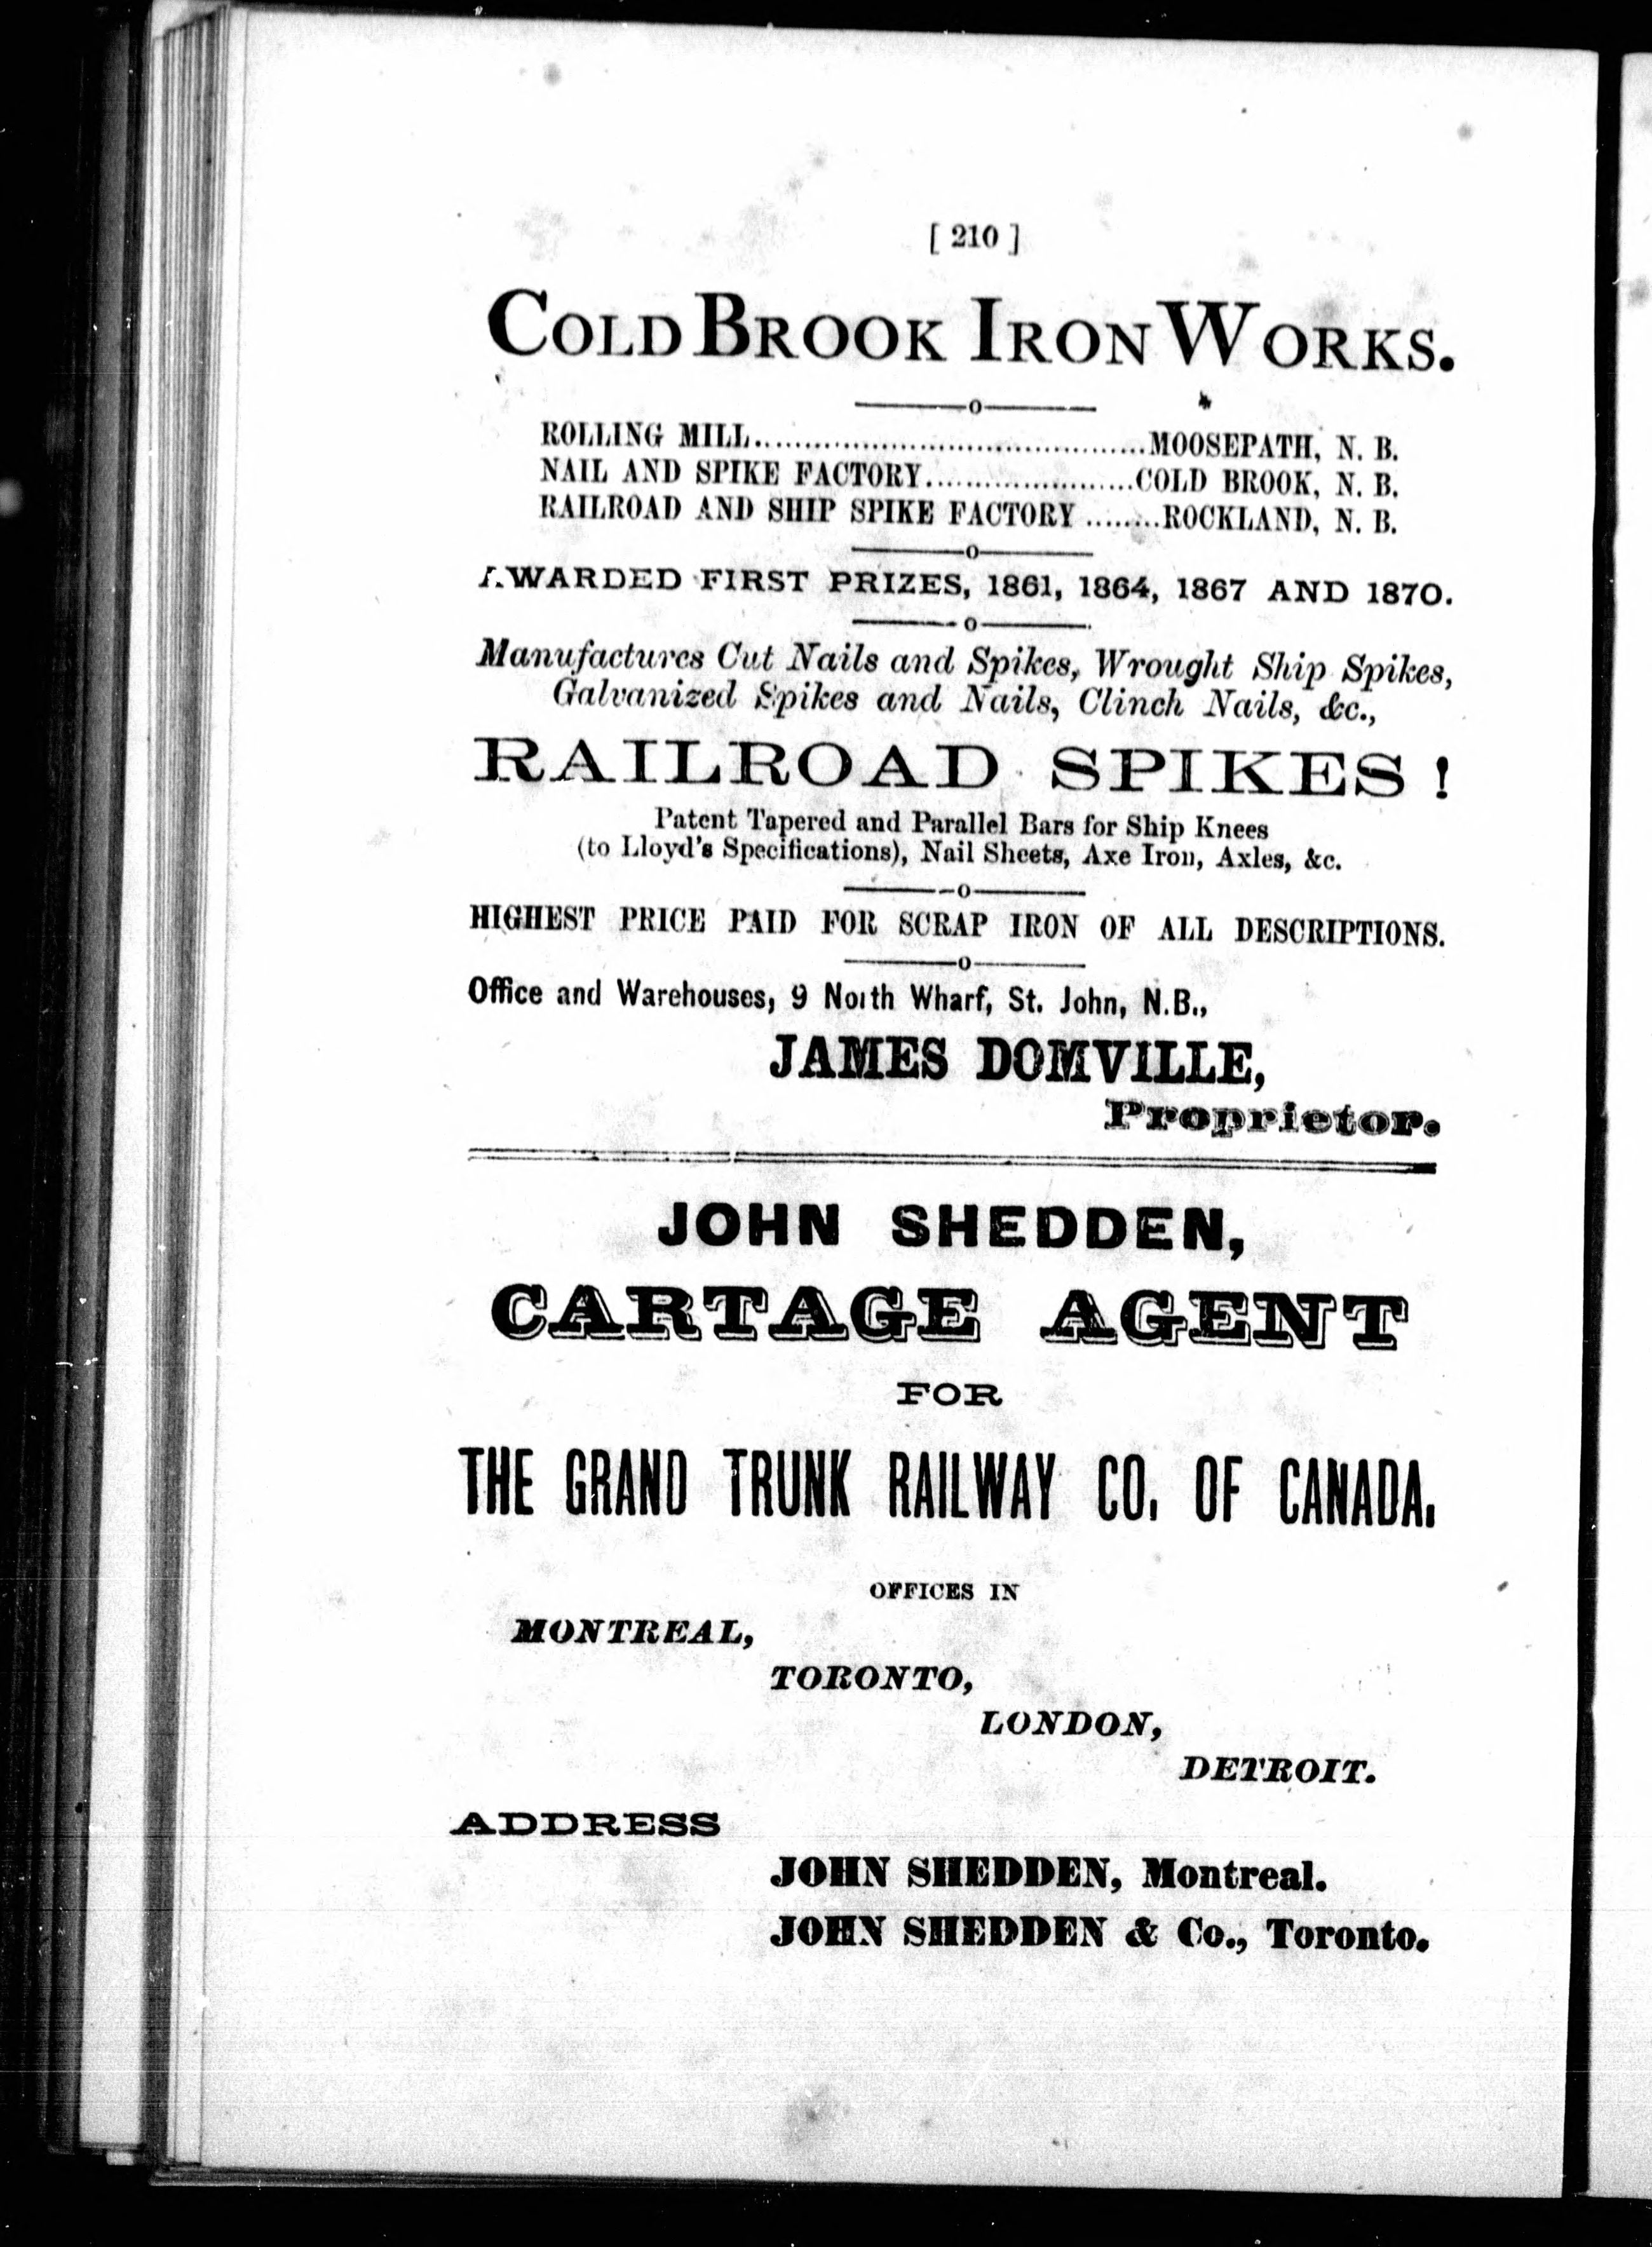 [ 210 ]
COLD BROOK IRON WORKS.
ROLLING MILL..........................................MOOSEPATH, N. B.
NAIL AND SPIKE FACTORY......................COLD BROOK, N. B.
RAILROAD AND SHIP SPIKE FACTORY ........ROCKLAND, N. B.
AWARDED FIRST PRIZES, 1861, 1864, 1867 AND 1870.
Manufactures Cut Nails and Spikes, Wrought Ship Spikes,
Galvanized Spikes and Nails, Clinch Nails, &c.,
RAILROAD SPIKES!
Patent Tapered and Parallel Bars for Ship Knees
(to Lloyd's Specifications), Nail Sheets, Axe Iron, Axles, &c.
HIGHEST PRICE PAID FOR SCRAP IRON OF ALL DESCRIPTIONS.
Office and Warehouses, 9 North Wharf, St. John, N.B.,
JAMES DOMVILLE,
Proprietor.
JOHN SHEDDEN,
CARTAGE AGENT
FOR
THE GRAND TRUNK RAILWAY CO. OF CANADA.
OFFICES IN
MONTREAL,
TORONTO,
LONDON,
DETROIT.
ADDRESS
JOHN SHEDDEN, Montreal.
JOHN SHEDDEN & Co., Toronto.